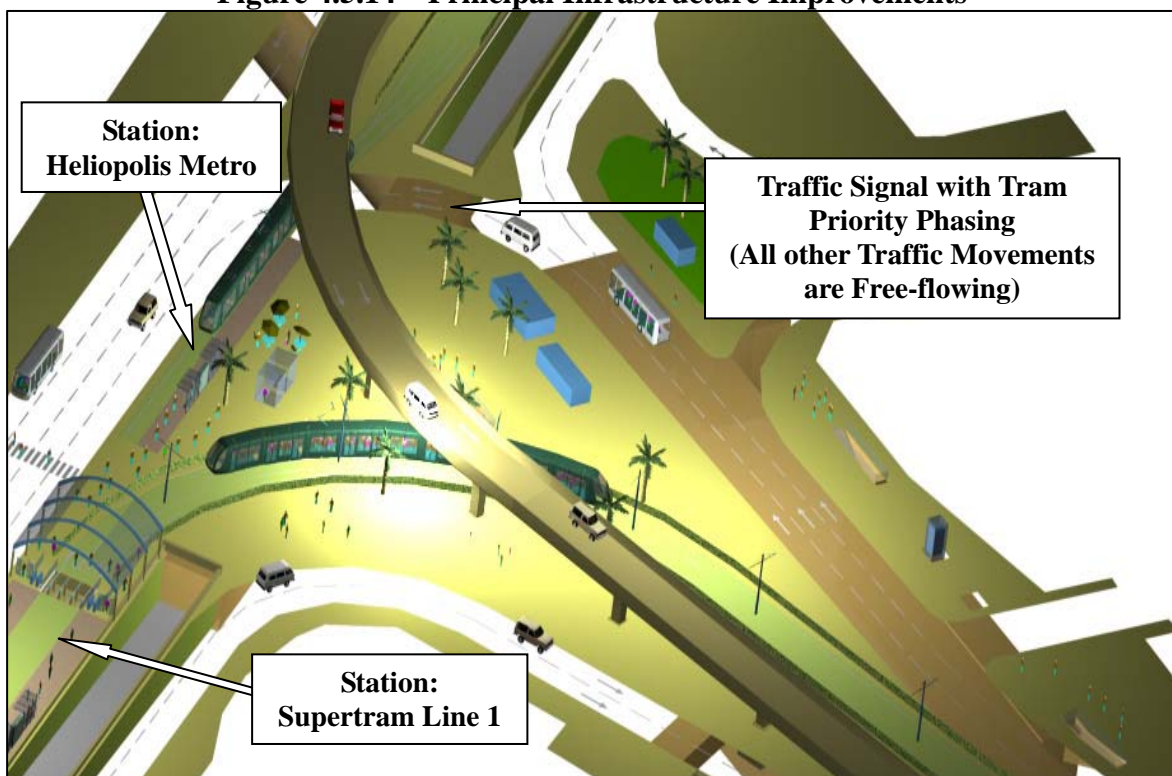 Figure 4.3.14 Principal Infrastructure Improvements
Station:
Heliopolis Metro
Traffic Signal with Tram
Priority Phasing
(All other Traffic Movements
are Free-flowing)
Station:
Supertram Line 1